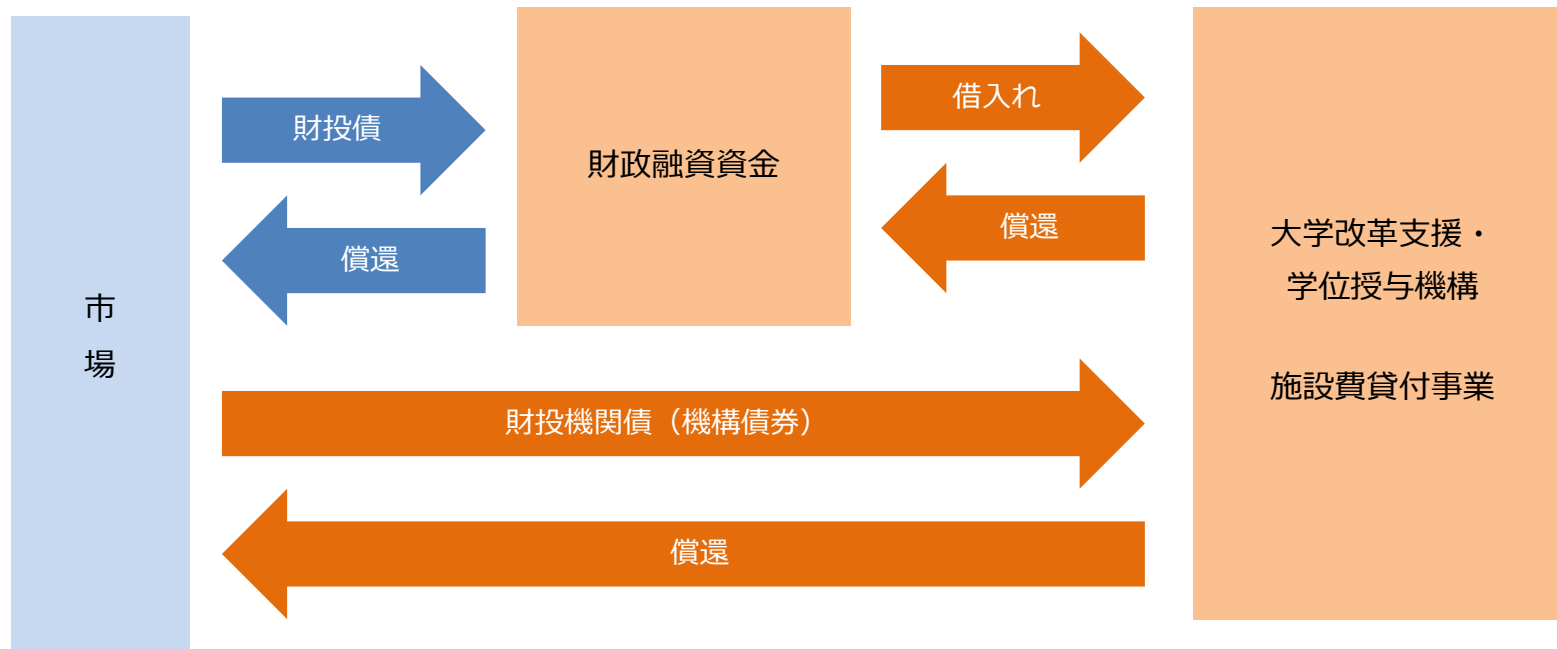 市
場
財投債
償還
財政融資資金
借入れ
償還
財投機関債（機構債券）
償還
大学改革支援・
学位授与機構
施設費貸付事業